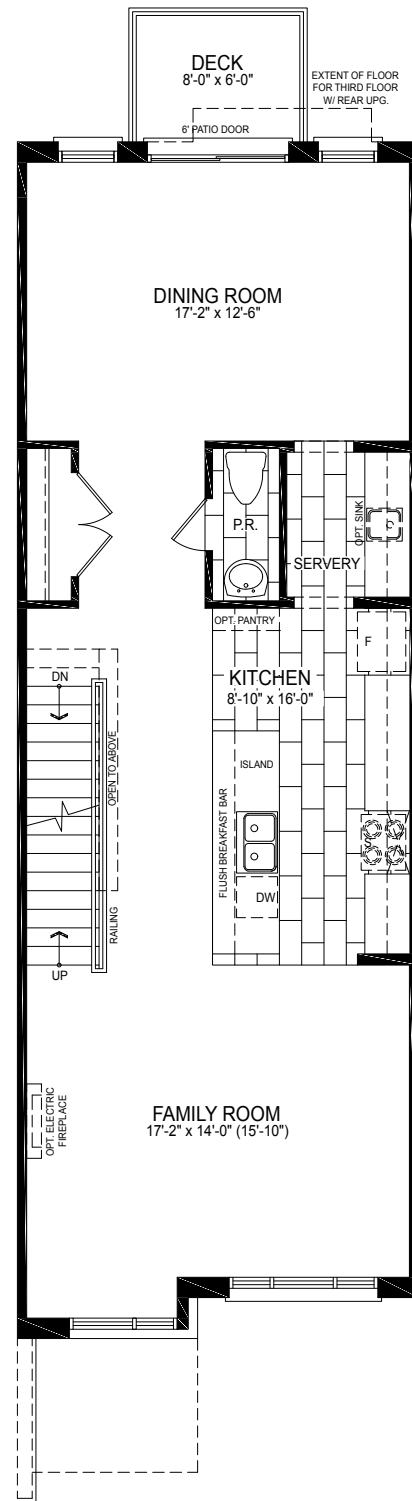 DECK
8'-0" x 6'-0"
EXTENT OF FLOOR
FOR THIRD FLOOR
W/ REAR UPG.
6' PATIO DOOR
DINING ROOM
17'-2" x 12'-6"
P.R.
OPT. SINK
C
SERVERY
OPT. PANTRY
F
KITCHEN
8'-10" x 16'-0"
DN
OPEN TO ABOVE
ISLAND
FLUSH BREAKFAST BAR
S
DW
RAILING
UP
OPT. ELECTRIC
FIREPLACE
FAMILY ROOM
17'-2" x 14'-0" (15'-10")